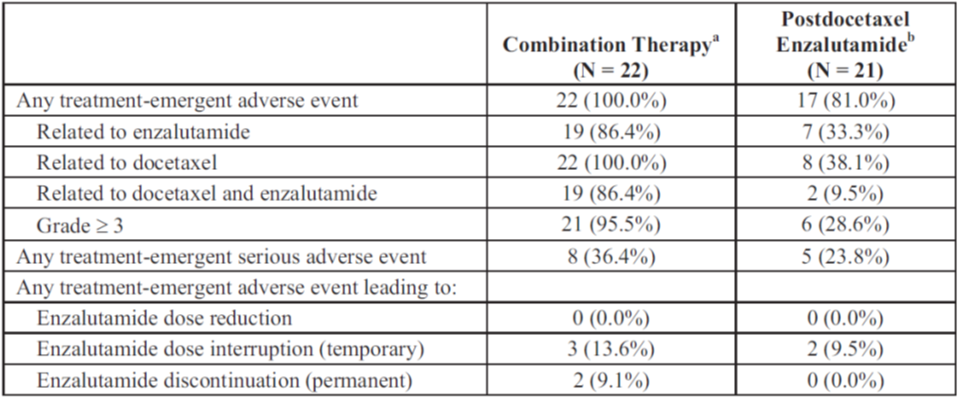 Combination Therapyᵃ (N = 22) Postdocetaxel Enzalutamideᵇ (N = 21)
Any treatment-emergent adverse event 22 (100.0%) 17 (81.0%)
Related to enzalutamide 19 (86.4%) 7 (33.3%)
Related to docetaxel 22 (100.0%) 8 (38.1%)
Related to docetaxel and enzalutamide 19 (86.4%) 2 (9.5%)
Grade ≥ 3 21 (95.5%) 6 (28.6%)
Any treatment-emergent serious adverse event 8 (36.4%) 5 (23.8%)
Any treatment-emergent adverse event leading to:
Enzalutamide dose reduction 0 (0.0%) 0 (0.0%)
Enzalutamide dose interruption (temporary) 3 (13.6%) 2 (9.5%)
Enzalutamide discontinuation (permanent) 2 (9.1%) 0 (0.0%)